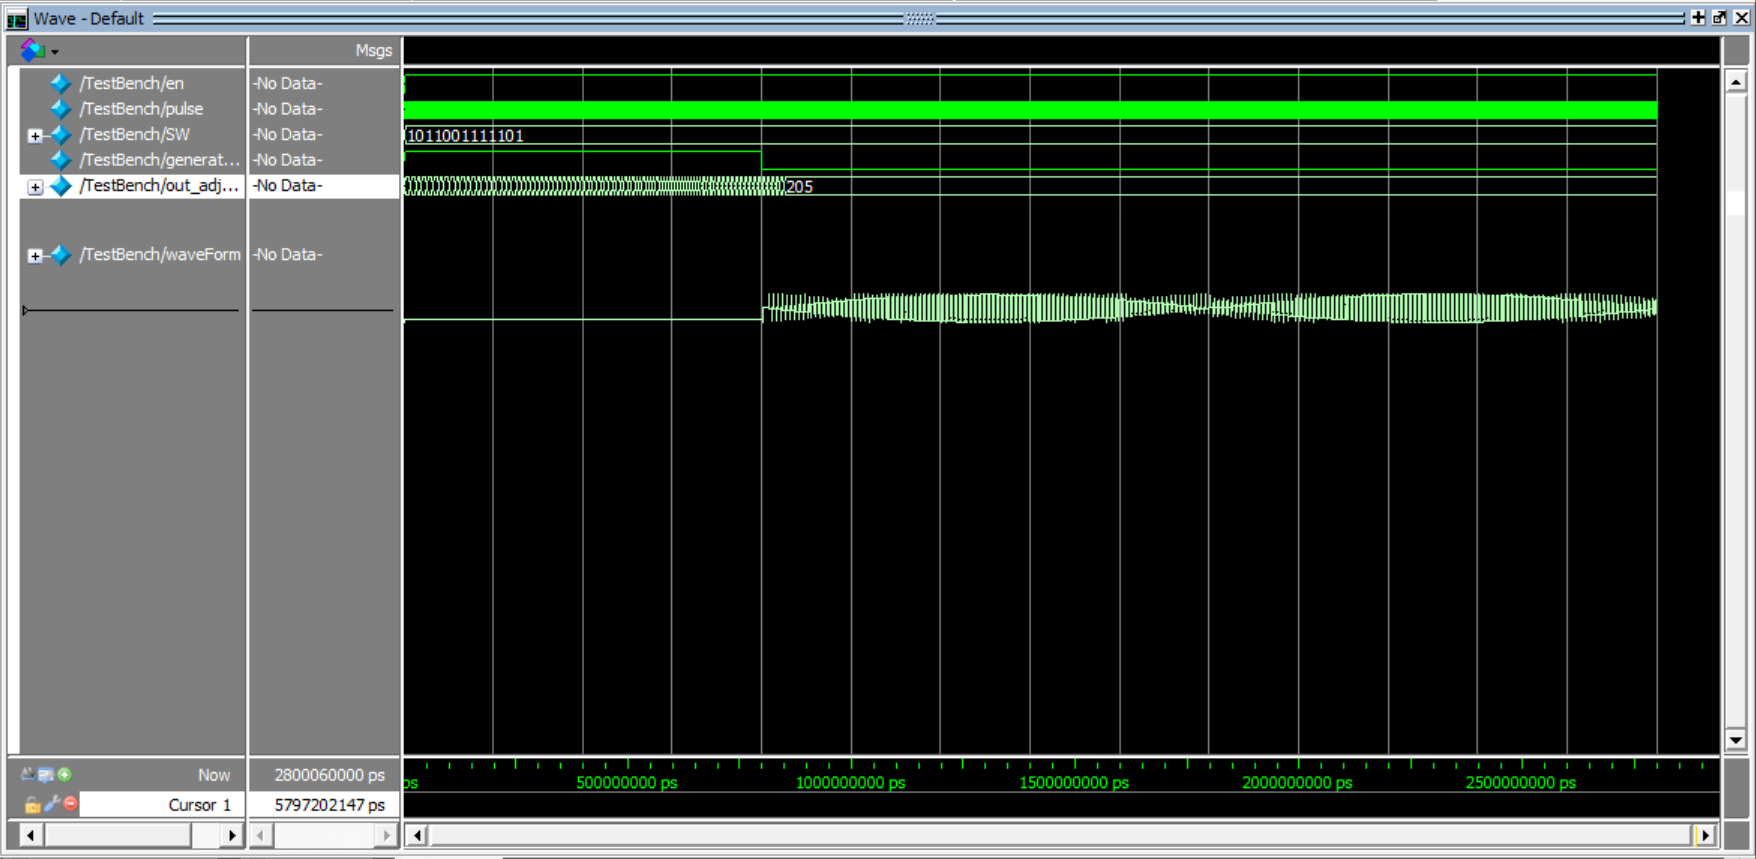 Wave - Default
Msgs
/TestBench/en -No Data-
/TestBench/pulse -No Data-
/TestBench/SW -No Data- 1011001111101
/TestBench/generat... -No Data-
/TestBench/out_adj... -No Data- 205
/TestBench/waveForm -No Data-
Now 2800060000 ps ps 500000000 ps 1000000000 ps 1500000000 ps 2000000000 ps 2500000000 ps
Cursor 1 5797202147 ps